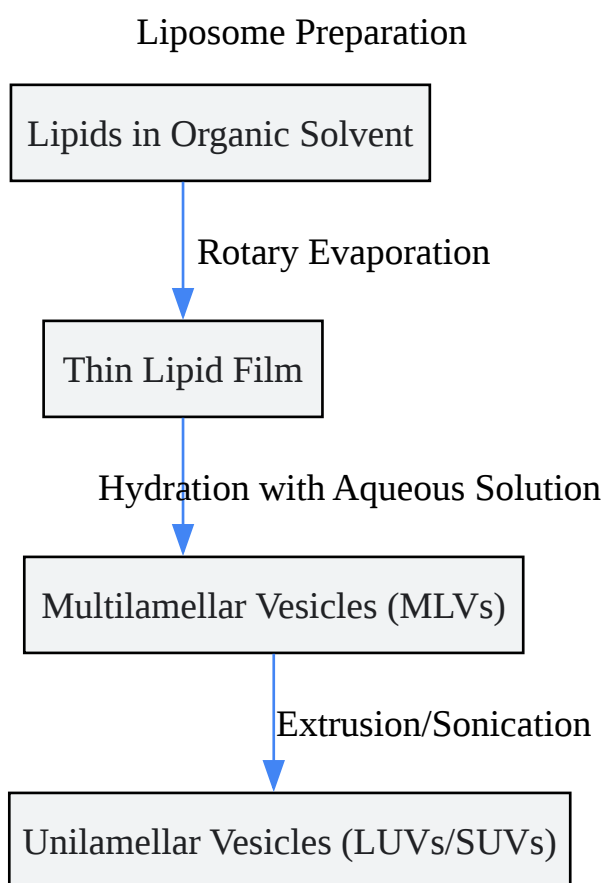 Liposome Preparation
Lipids in Organic Solvent
Rotary Evaporation
Thin Lipid Film
Hydration with Aqueous Solution
Multilamellar Vesicles (MLVs)
Extrusion/Sonication
Unilamellar Vesicles (LUVs/SUVs)